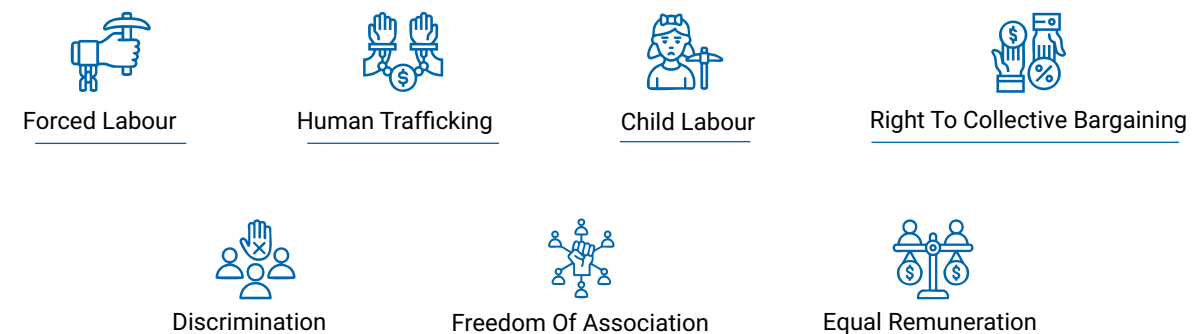 Forced Labour
Human Trafficking
Child Labour
Right To Collective Bargaining
Discrimination
Freedom Of Association
Equal Remuneration